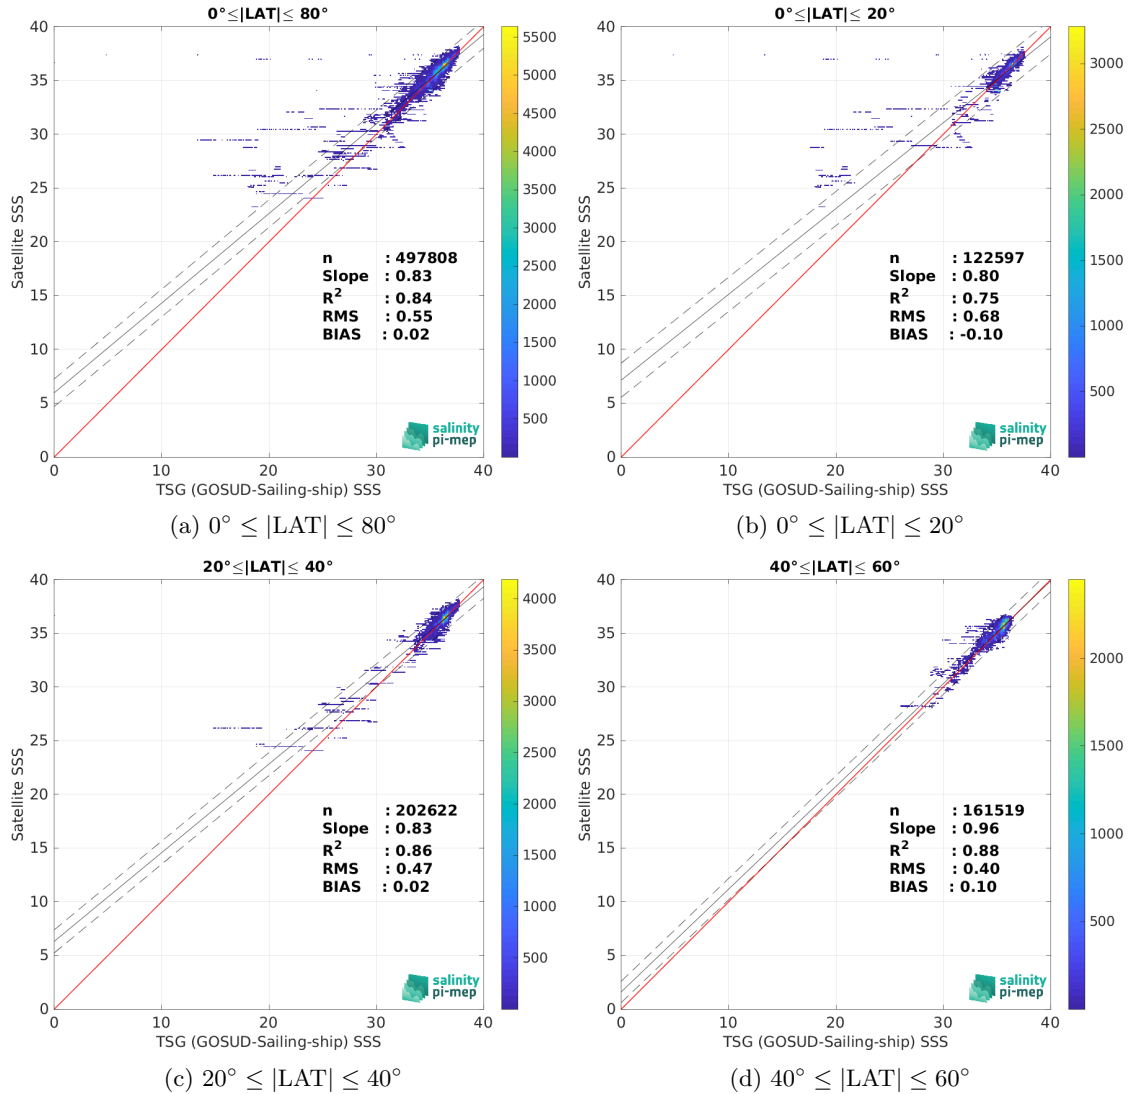 0°≤|LAT|≤ 80°
Satellite SSS
40
35
30
25
20
15
10
5
0
0
10
20
30
40
TSG (GOSUD-Sailing-ship) SSS
n : 497808
Slope : 0.83
R² : 0.84
RMS : 0.55
BIAS : 0.02
salinity
pi-mep
5500
5000
4500
4000
3500
3000
2500
2000
1500
1000
500
(a) 0° ≤ |LAT| ≤ 80°
0°≤|LAT|≤ 20°
Satellite SSS
40
35
30
25
20
15
10
5
0
0
10
20
30
40
TSG (GOSUD-Sailing-ship) SSS
n : 122597
Slope : 0.80
R² : 0.75
RMS : 0.68
BIAS : -0.10
salinity
pi-mep
3000
2500
2000
1500
1000
500
(b) 0° ≤ |LAT| ≤ 20°
20°≤|LAT|≤ 40°
Satellite SSS
40
35
30
25
20
15
10
5
0
0
10
20
30
40
TSG (GOSUD-Sailing-ship) SSS
n : 202622
Slope : 0.83
R² : 0.86
RMS : 0.47
BIAS : 0.02
salinity
pi-mep
4000
3500
3000
2500
2000
1500
1000
500
(c) 20° ≤ |LAT| ≤ 40°
40°≤|LAT|≤ 60°
Satellite SSS
40
35
30
25
20
15
10
5
0
0
10
20
30
40
TSG (GOSUD-Sailing-ship) SSS
n : 161519
Slope : 0.96
R² : 0.88
RMS : 0.40
BIAS : 0.10
salinity
pi-mep
2000
1500
1000
500
(d) 40° ≤ |LAT| ≤ 60°